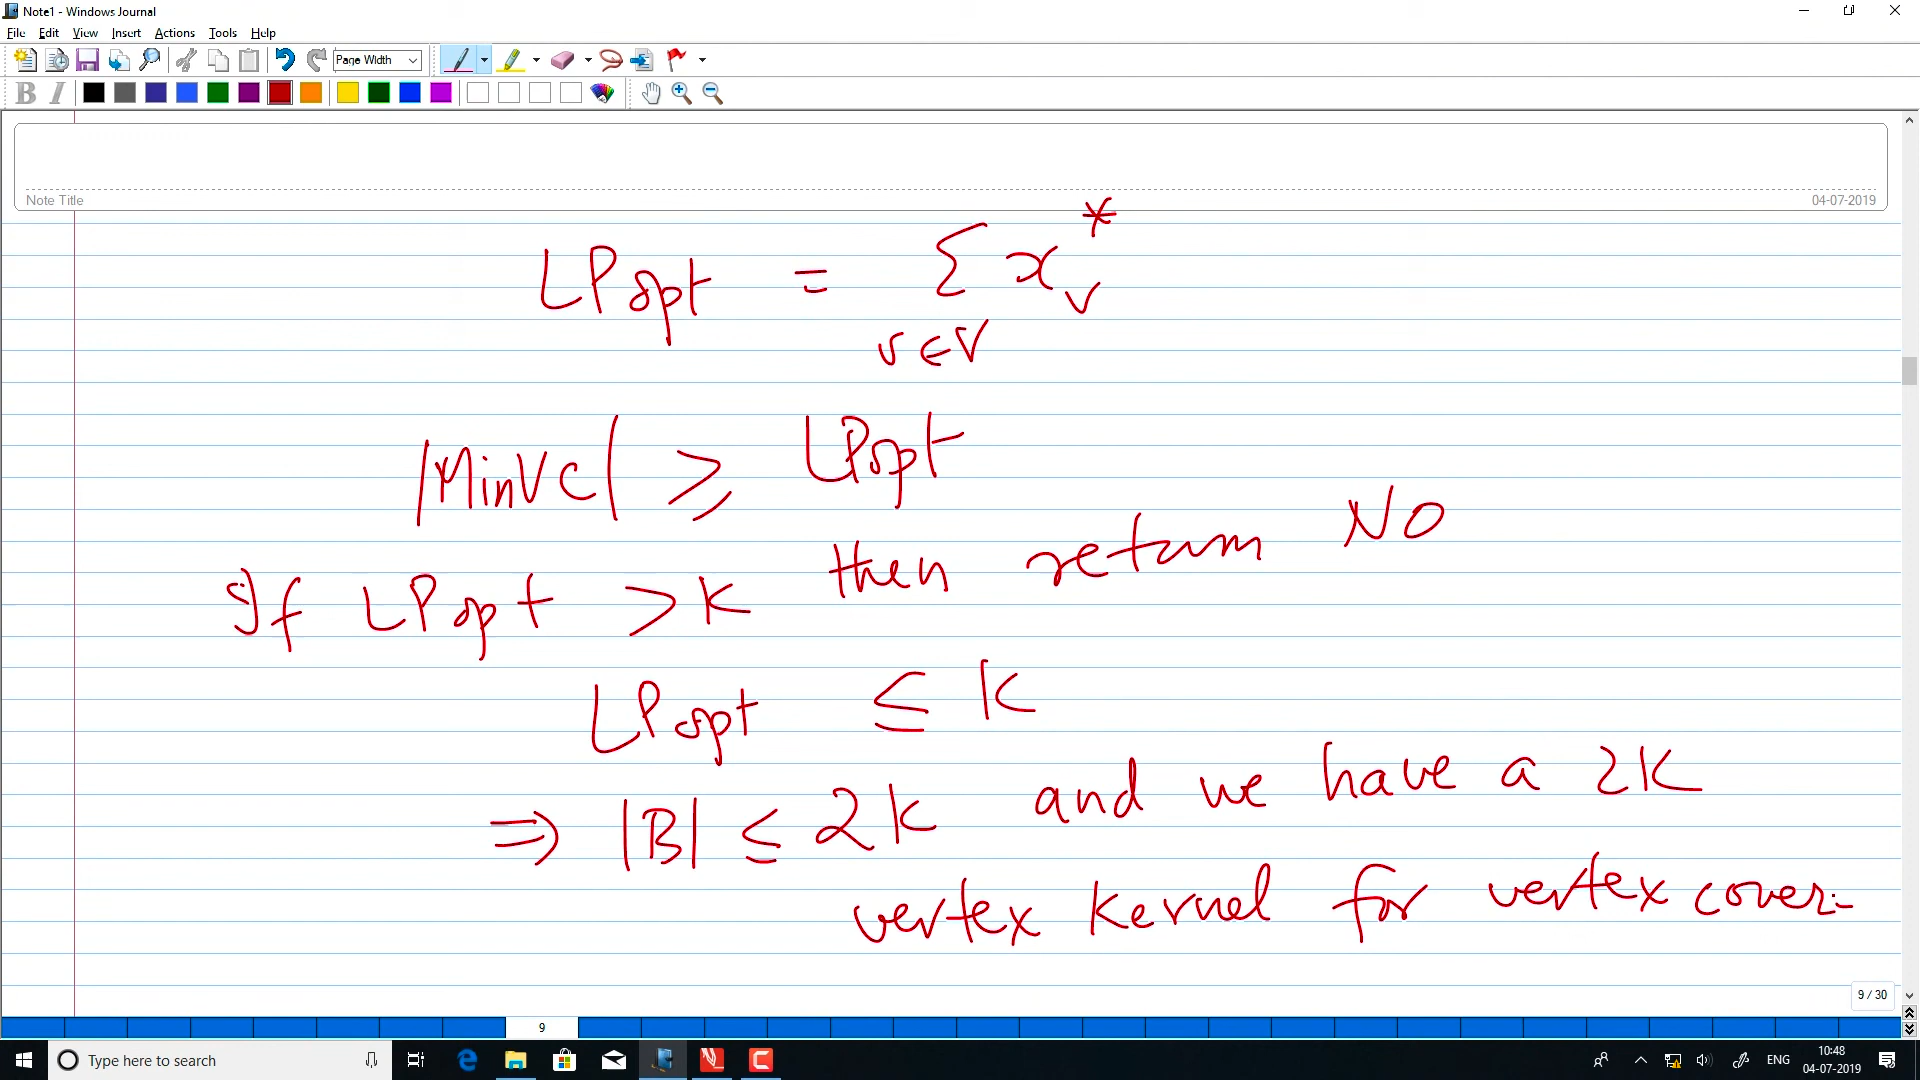 Note1 - Windows Journal
File Edit View Insert Actions Tools Help
Page Width
B I
Note Title
04-07-2019
LPopt = Σ x*v
v∈V
|MinVC| ≥ LPopt
If LPopt > k then return NO
LPopt ≤ k
⇒ |B| ≤ 2k and we have a 2k
vertex kernel for vertex cover.
9 / 30
9
Type here to search
ENG
10:48
04-07-2019